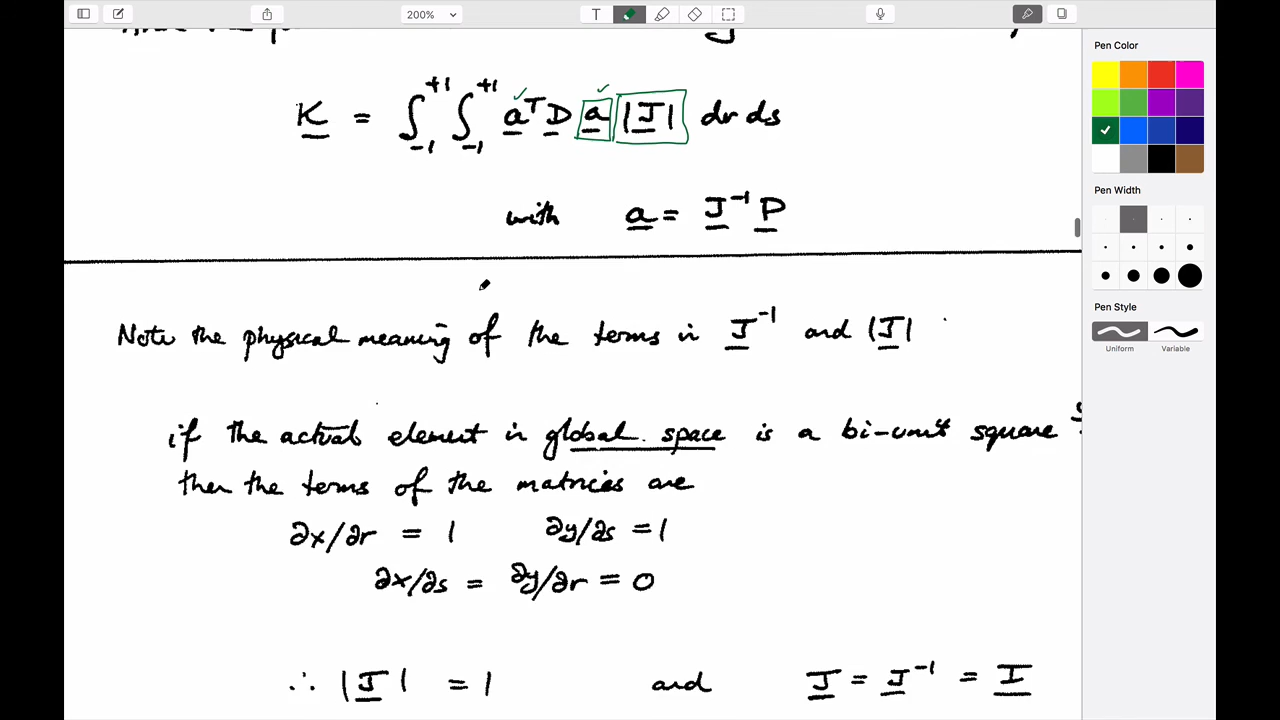 200%
T
Pen Color
K = ∫₋₁⁺¹ ∫₋₁⁺¹ aᵀ D a |J| dr ds
with a = J⁻¹ P
Pen Width
Note the physical meaning of the terms in J⁻¹ and |J|
Pen Style
Uniform Variable
if the actual element in global space is a bi-unit square
then the terms of the matrices are
∂x/∂r = 1 ∂y/∂s = 1
∂x/∂s = ∂y/∂r = 0
∴ |J| = 1 and J = J⁻¹ = I